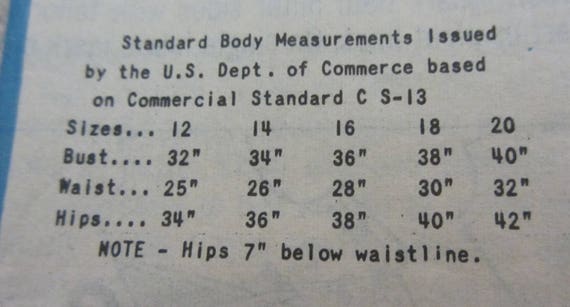 Standard Body Measurements Issued
by the U.S. Dept. of Commerce based
on Commercial Standard C S-13
Sizes... 12 14 16 18 20
Bust.... 32" 34" 36" 38" 40"
Waist... 25" 26" 28" 30" 32"
Hips.... 34" 36" 38" 40" 42"
NOTE - Hips 7" below waistline.